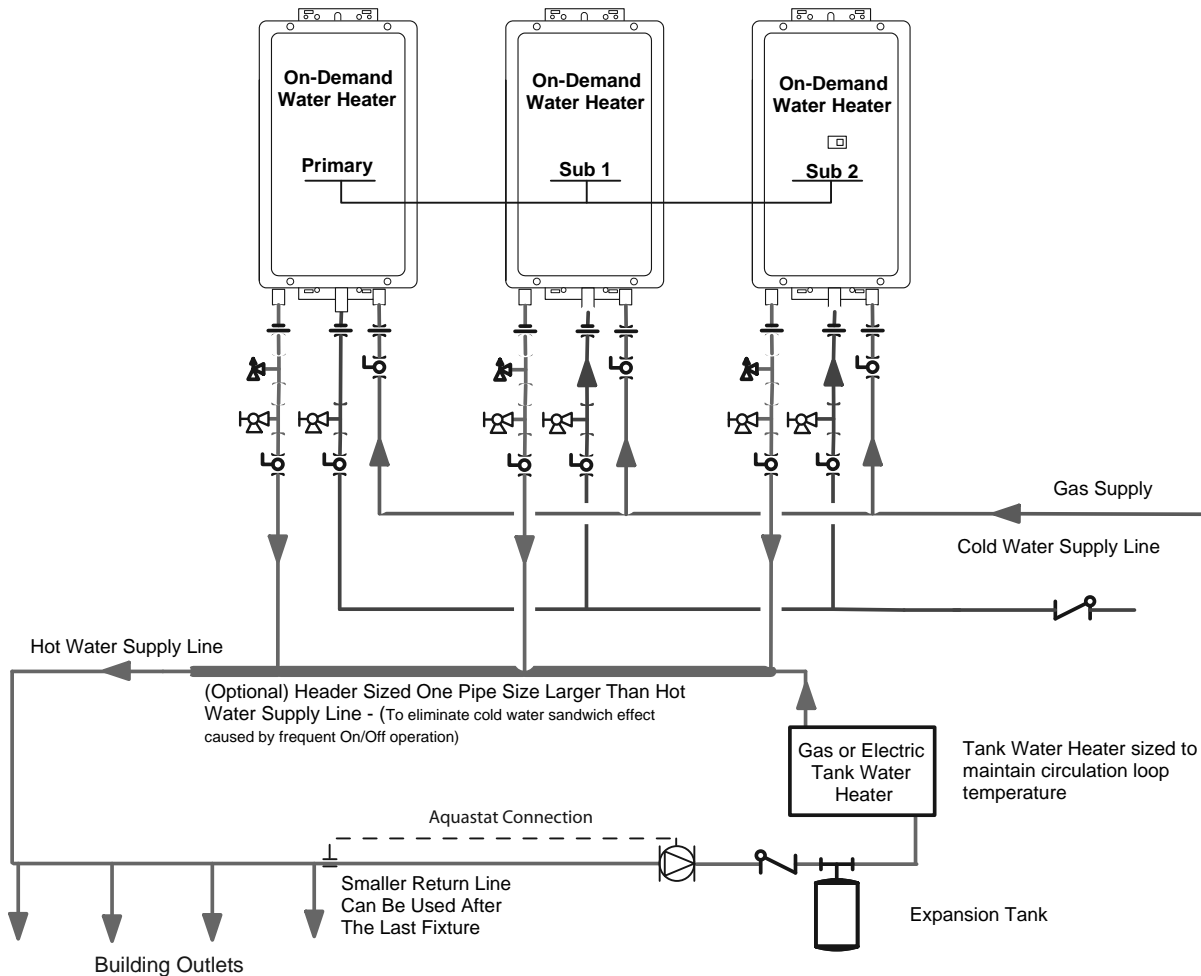 On-Demand
Water Heater
Primary
On-Demand
Water Heater
Sub 1
On-Demand
Water Heater
Sub 2
Gas Supply
Cold Water Supply Line
Hot Water Supply Line
(Optional) Header Sized One Pipe Size Larger Than Hot
Water Supply Line - (To eliminate cold water sandwich effect
caused by frequent On/Off operation)
Gas or Electric
Tank Water
Heater
Tank Water Heater sized to
maintain circulation loop
temperature
Aquastat Connection
Smaller Return Line
Can Be Used After
The Last Fixture
Expansion Tank
Building Outlets